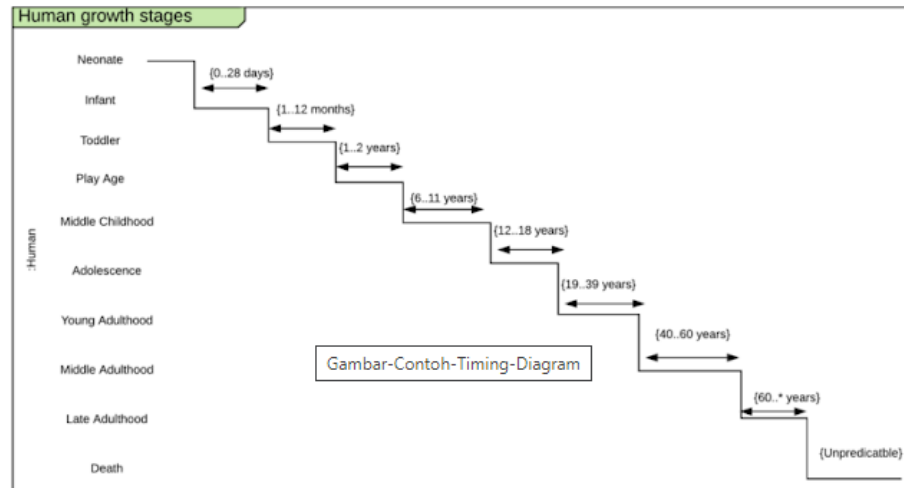 Human growth stages
Neonate
{0..28 days}
Infant
{1..12 months}
Toddler
{1..2 years}
Play Age
{6..11 years}
Middle Childhood
{12..18 years}
:Human
Adolescence
{19..39 years}
Young Adulthood
{40..60 years}
Gambar-Contoh-Timing-Diagram
Middle Adulthood
{60..* years}
Late Adulthood
{Unpredicatble}
Death